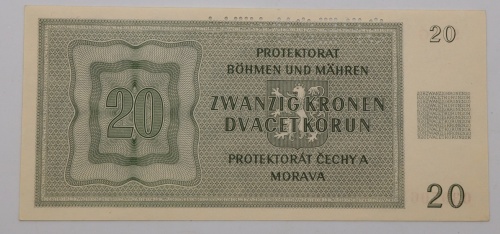 20
PROTEKTORAT
BÖHMEN UND MÄHREN
20
ZWANZIG KRONEN
DVACET KORUN
PROTEKTORÁT ČECHY A
MORAVA
20